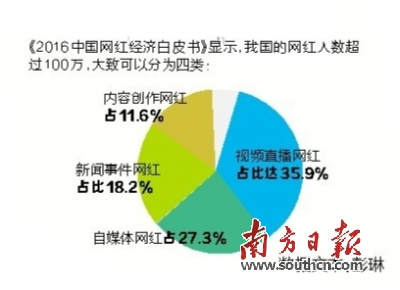 《2016中国网红经济白皮书》显示，我国的网红人数超
过100万，大致可以分为四类：
内容创作网红
占11.6%
视频直播网红
占比达35.9%
新闻事件网红
占比18.2%
自媒体网红占27.3%
南方日报
www.southcn.com
彭琳